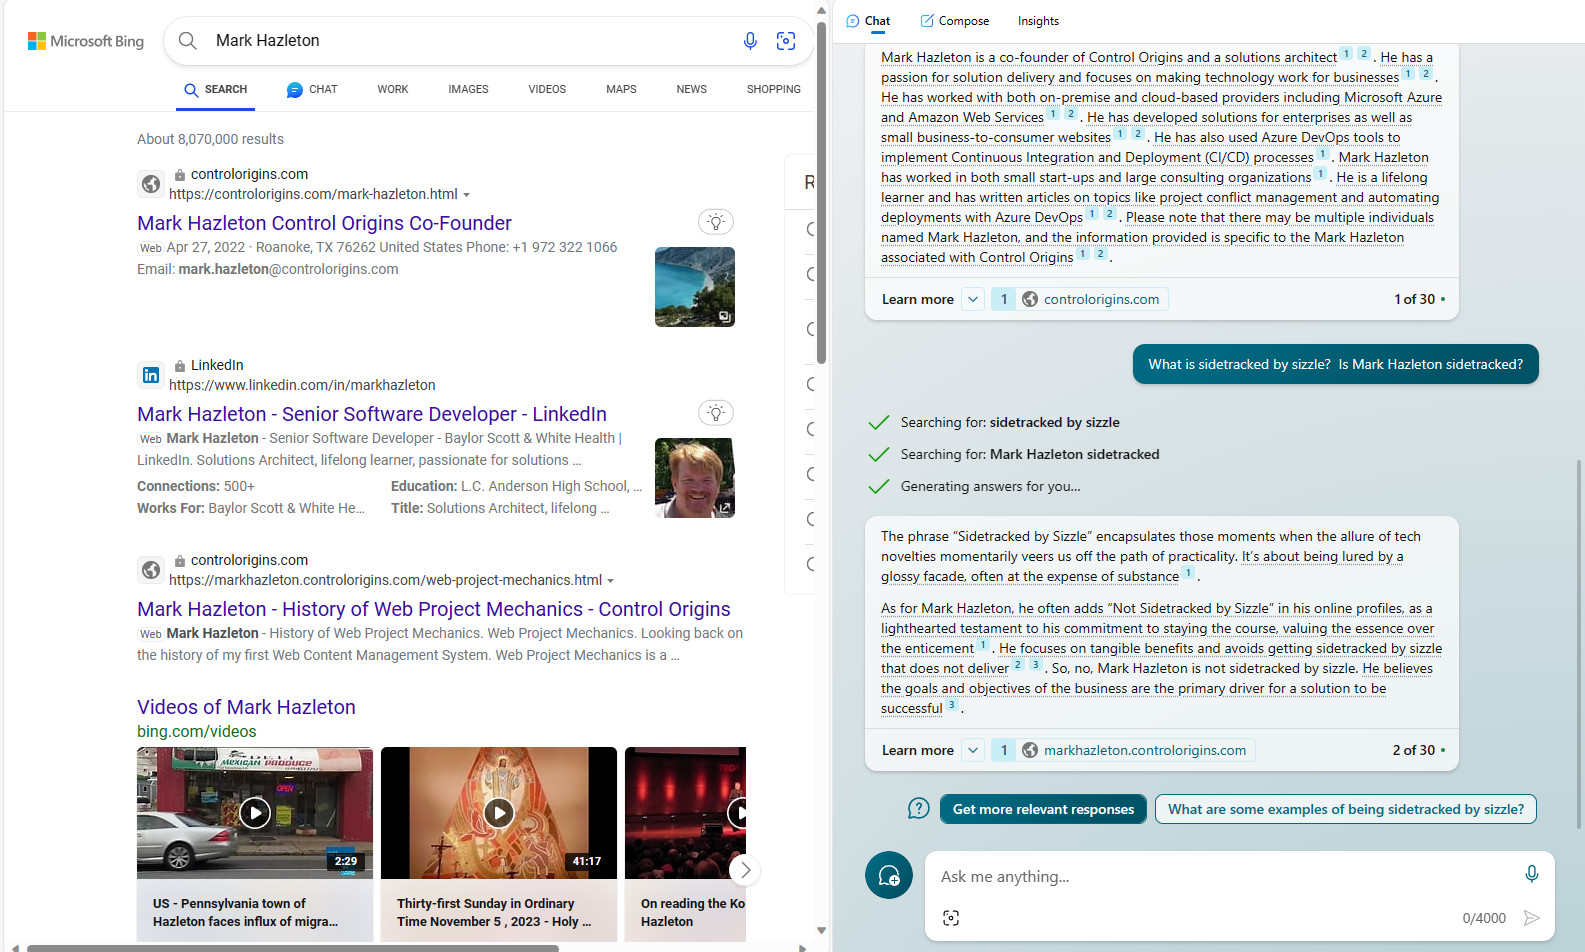 Microsoft Bing
Mark Hazleton
SEARCH
CHAT
WORK
IMAGES
VIDEOS
MAPS
NEWS
SHOPPING
About 8,070,000 results
controlorigins.com
https://controlorigins.com/mark-hazleton.html
Mark Hazleton Control Origins Co-Founder
Web Apr 27, 2022 · Roanoke, TX 76262 United States Phone: +1 972 322 1066
Email: mark.hazleton@controlorigins.com
LinkedIn
https://www.linkedin.com/in/markhazleton
Mark Hazleton - Senior Software Developer - LinkedIn
Web Mark Hazleton - Senior Software Developer - Baylor Scott & White Health |
LinkedIn. Solutions Architect, lifelong learner, passionate for solutions ...
Connections: 500+
Education: L.C. Anderson High School, ...
Works For: Baylor Scott & White He...
Title: Solutions Architect, lifelong ...
controlorigins.com
https://markhazleton.controlorigins.com/web-project-mechanics.html
Mark Hazleton - History of Web Project Mechanics - Control Origins
Web Mark Hazleton - History of Web Project Mechanics. Web Project Mechanics. Looking back on
the history of my first Web Content Management System. Web Project Mechanics is a ...
Videos of Mark Hazleton
bing.com/videos
MEXICAN PRODUCE
OPEN
2:29
41:17
US - Pennsylvania town of
Hazleton faces influx of migra...
Thirty-first Sunday in Ordinary
Time November 5 , 2023 - Holy ...
On reading the Ko
Hazleton
R
Chat
Compose
Insights
Mark Hazleton is a co-founder of Control Origins and a solutions architect 1 2 . He has a
passion for solution delivery and focuses on making technology work for businesses 1 2 .
He has worked with both on-premise and cloud-based providers including Microsoft Azure
and Amazon Web Services 1 2 . He has developed solutions for enterprises as well as
small business-to-consumer websites 1 2 . He has also used Azure DevOps tools to
implement Continuous Integration and Deployment (CI/CD) processes 1 . Mark Hazleton
has worked in both small start-ups and large consulting organizations 1 . He is a lifelong
learner and has written articles on topics like project conflict management and automating
deployments with Azure DevOps 1 2 . Please note that there may be multiple individuals
named Mark Hazleton, and the information provided is specific to the Mark Hazleton
associated with Control Origins 1 2 .
Learn more
1 controlorigins.com
1 of 30
What is sidetracked by sizzle? Is Mark Hazleton sidetracked?
Searching for: sidetracked by sizzle
Searching for: Mark Hazleton sidetracked
Generating answers for you...
The phrase “Sidetracked by Sizzle” encapsulates those moments when the allure of tech
novelties momentarily veers us off the path of practicality. It’s about being lured by a
glossy facade, often at the expense of substance 1 .
As for Mark Hazleton, he often adds “Not Sidetracked by Sizzle” in his online profiles, as a
lighthearted testament to his commitment to staying the course, valuing the essence over
the enticement 1 . He focuses on tangible benefits and avoids getting sidetracked by sizzle
that does not deliver 2 3 . So, no, Mark Hazleton is not sidetracked by sizzle. He believes
the goals and objectives of the business are the primary driver for a solution to be
successful 3 .
Learn more
1 markhazleton.controlorigins.com
2 of 30
Get more relevant responses
What are some examples of being sidetracked by sizzle?
Ask me anything...
0/4000